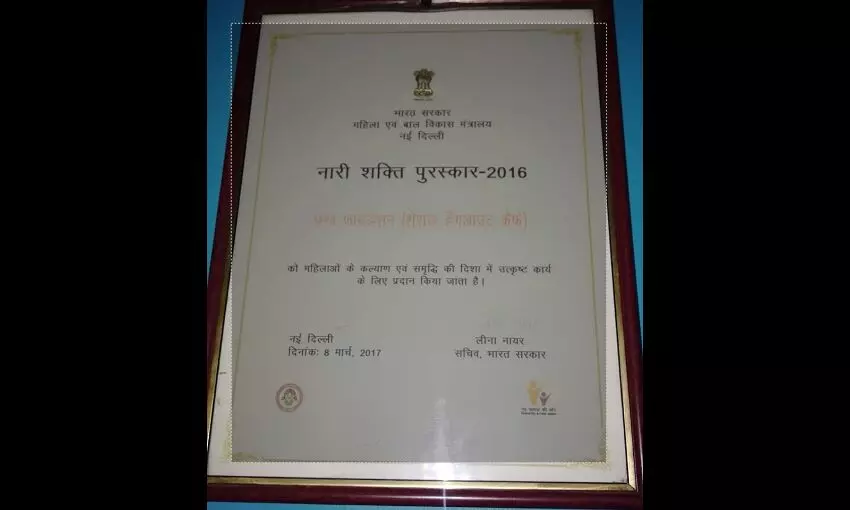 भारत सरकार
महिला एवं बाल विकास मंत्रालय
नई दिल्ली
नारी शक्ति पुरस्कार-2016
को महिलाओं के कल्याण एवं समृद्धि की दिशा में उत्कृष्ट कार्य
के लिए प्रदान किया जाता है।
नई दिल्ली
दिनांकः 8 मार्च, 2017
लीना नायर
सचिव, भारत सरकार